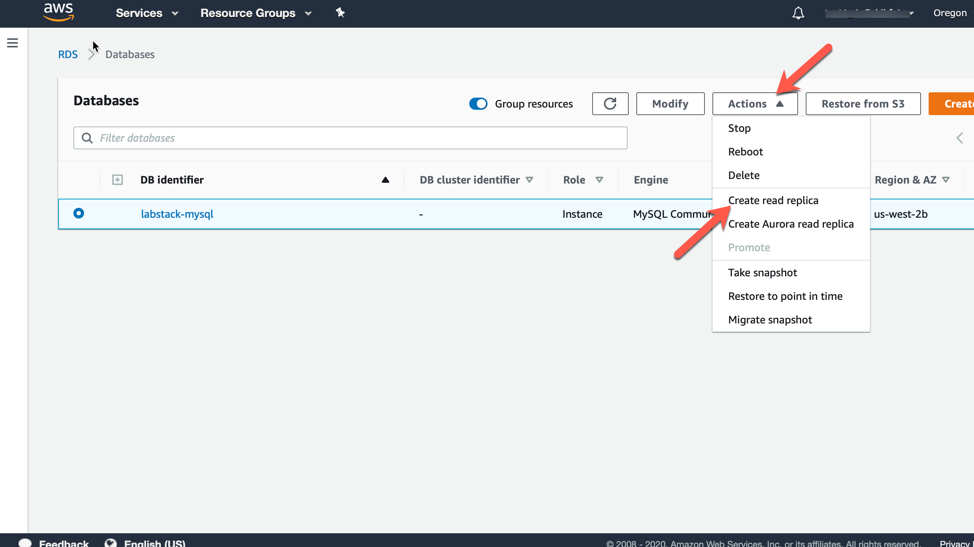 aws Services Resource Groups Oregon
RDS Databases
Databases Group resources Modify Actions Restore from S3 Create
Filter databases
DB identifier DB cluster identifier Role Engine Region & AZ
labstack-mysql - Instance MySQL Commun us-west-2b
Stop
Reboot
Delete
Create read replica
Create Aurora read replica
Promote
Take snapshot
Restore to point in time
Migrate snapshot
Feedback English (US) © 2008 - 2020, Amazon Web Services, Inc. or its affiliates. All rights reserved. Privacy